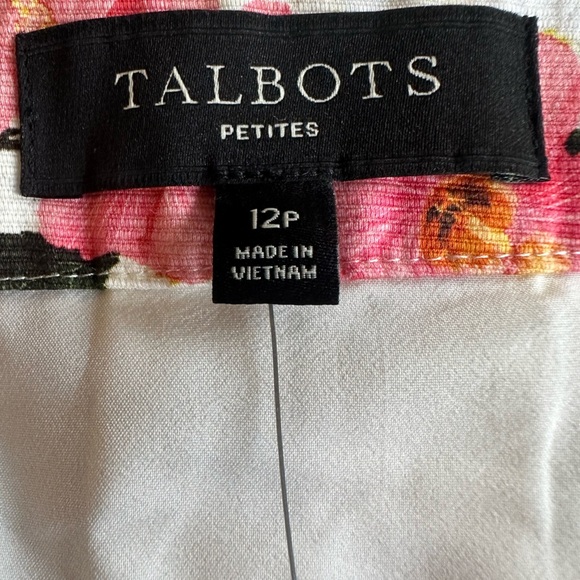 TALBOTS
PETITES
12P
MADE IN
VIETNAM